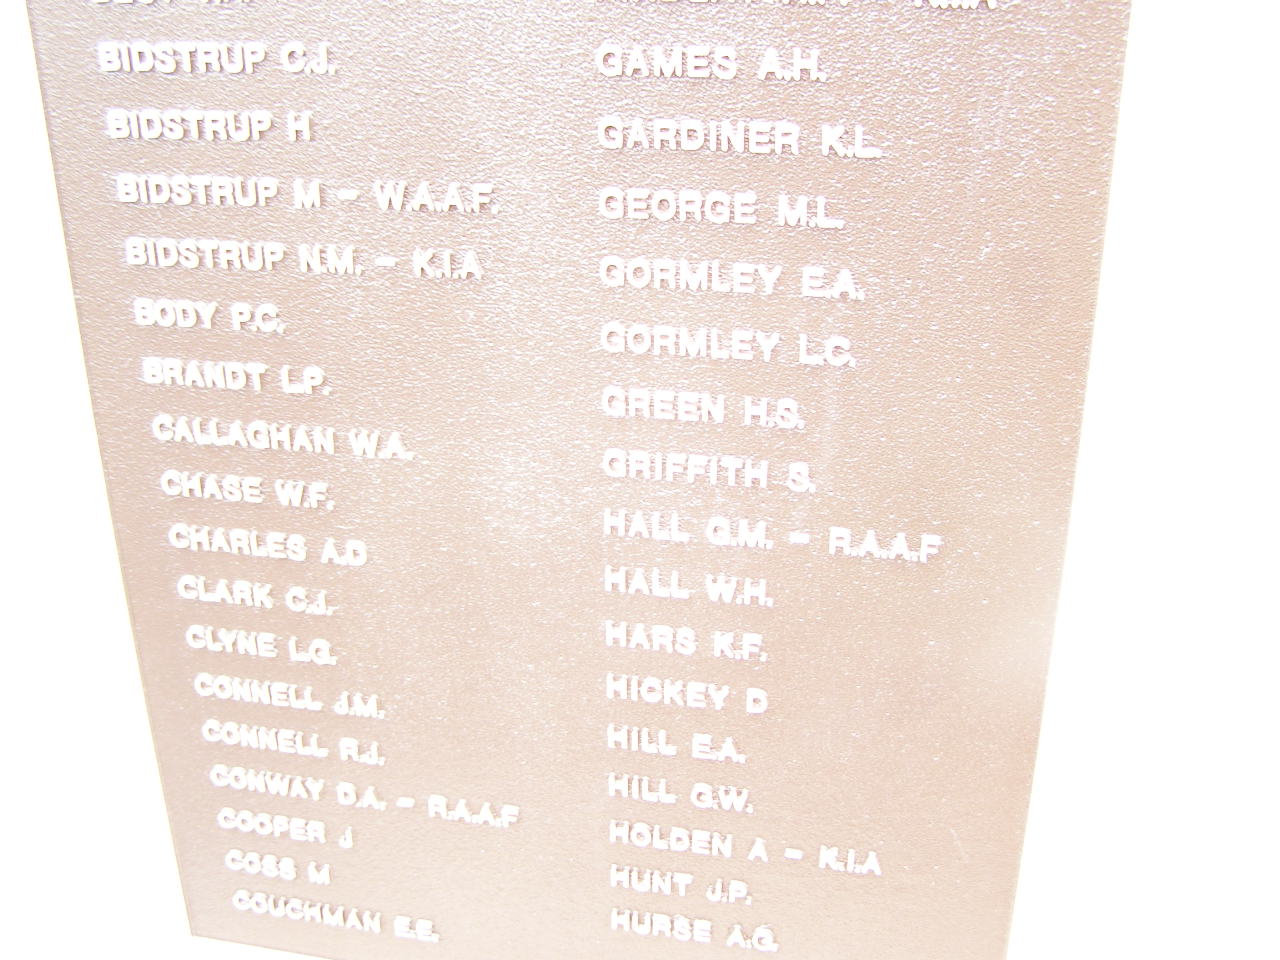 BIDSTRUP C.J.
BIDSTRUP H
BIDSTRUP M - W.A.A.F.
BIDSTRUP N.M. - K.I.A
BODY P.C.
BRANDT L.P.
CALLAGHAN W.A.
CHASE W.F.
CHARLES A.D
CLARK C.J.
CLYNE L.G.
CONNELL J.M.
CONNELL R.J.
CONWAY D.A. - R.A.A.F
COOPER J
COSS M
COUCHMAN E.E.
GAMES A.H.
GARDINER K.L.
GEORGE M.L.
GORMLEY E.A.
GORMLEY L.C.
GREEN H.S.
GRIFFITH S.
HALL G.M. - R.A.A.F
HALL W.H.
HARS K.F.
HICKEY D
HILL E.A.
HILL G.W.
HOLDEN A - K.I.A
HUNT J.P.
HURSE A.G.